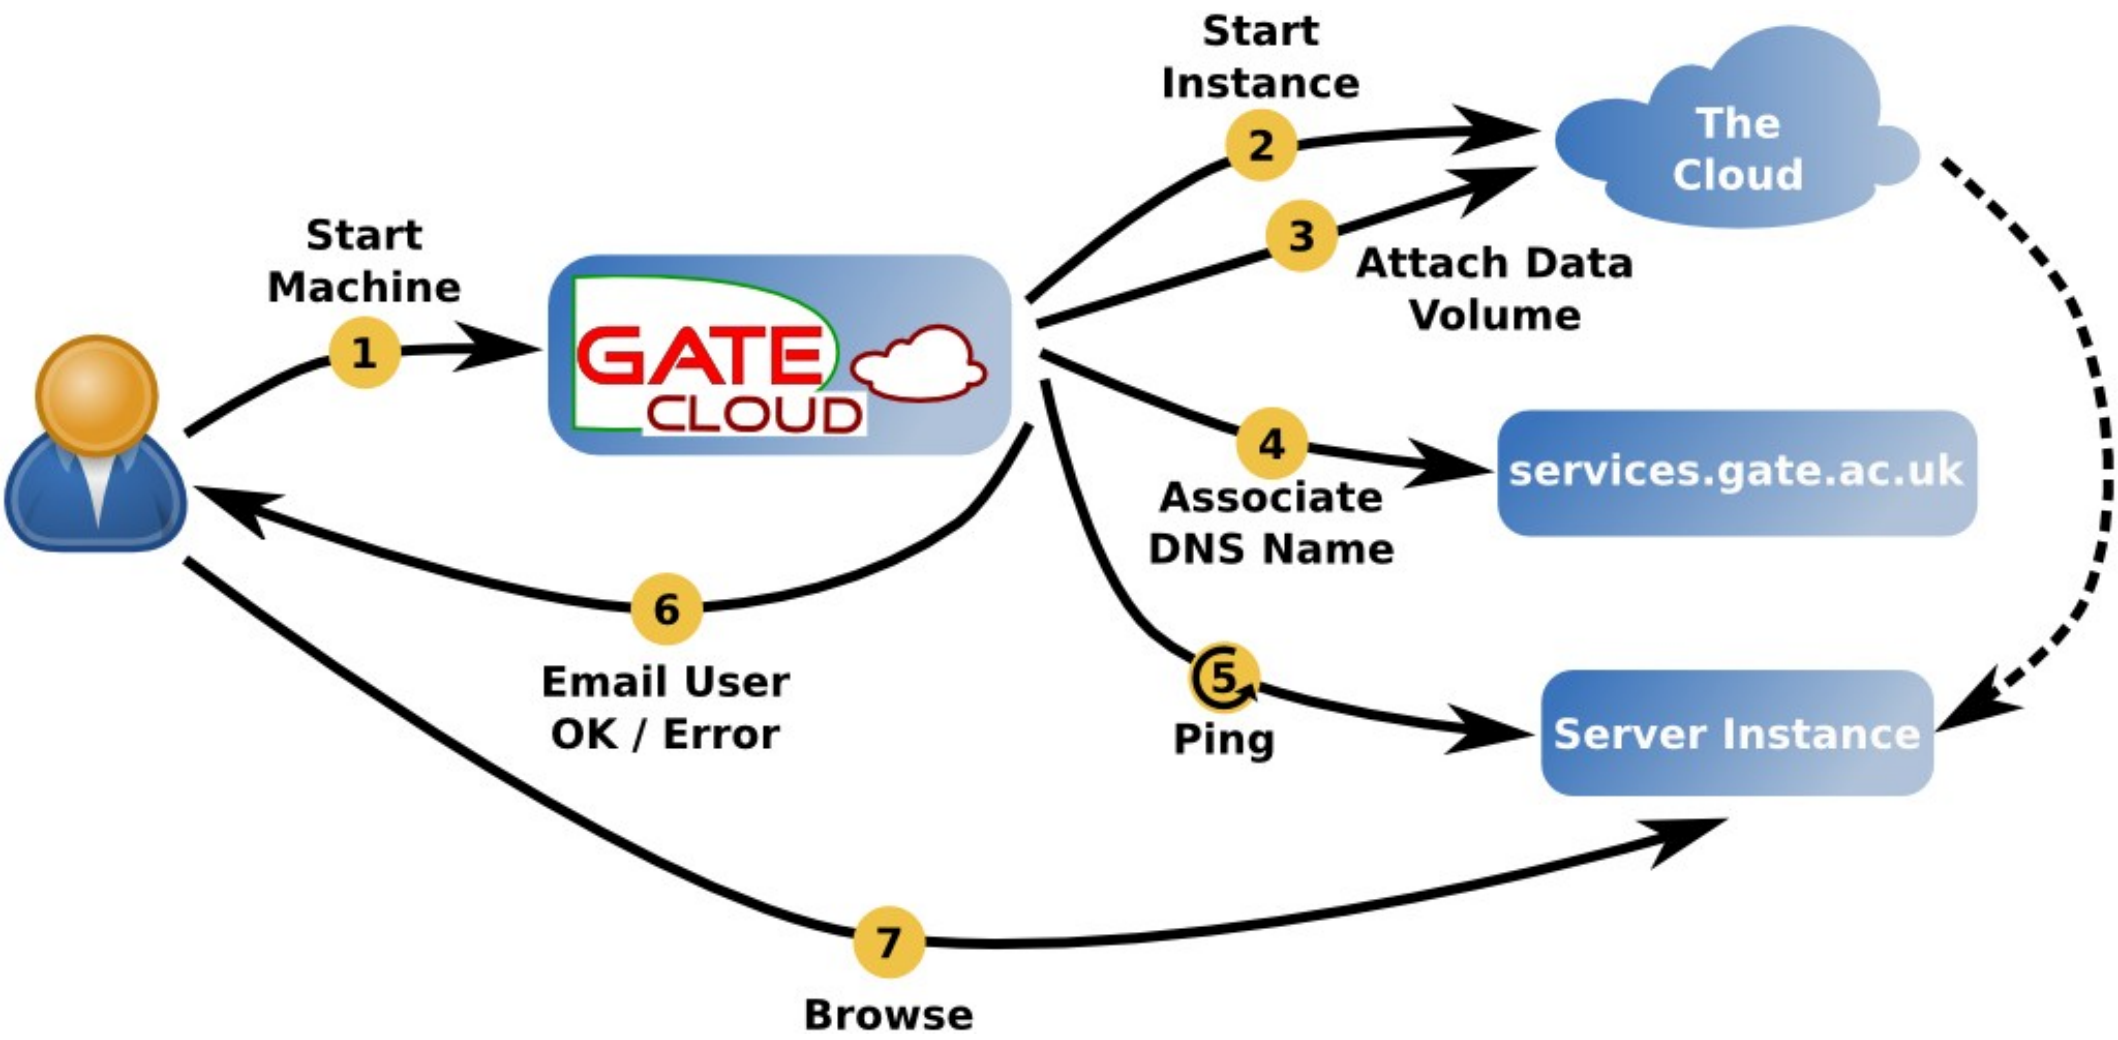 Start
Machine
1
GATE
CLOUD
Start
Instance
2
3
Attach Data
Volume
The
Cloud
4
Associate
DNS Name
services.gate.ac.uk
5
Ping
Server Instance
6
Email User
OK / Error
7
Browse